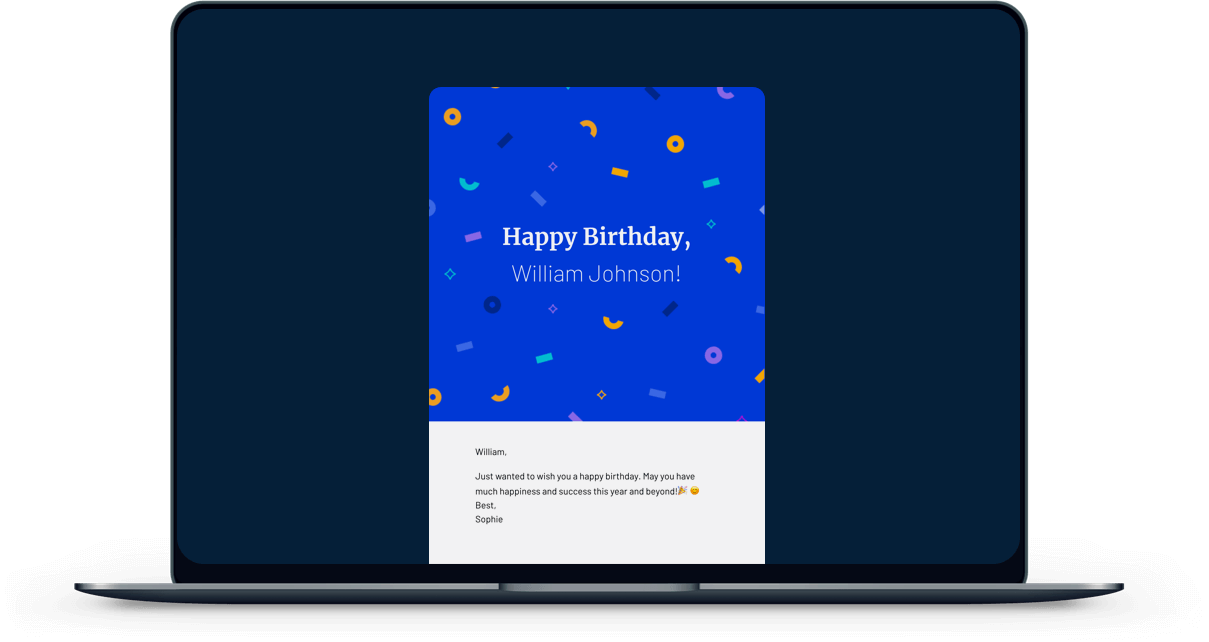 Happy Birthday,
William Johnson!
William,
Just wanted to wish you a happy birthday. May you have
much happiness and success this year and beyond!🎉 😊
Best,
Sophie